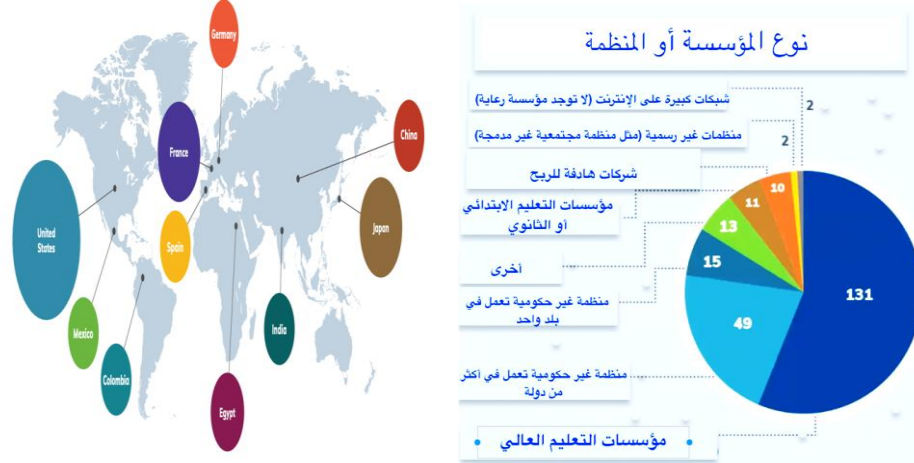 Germany
China
France
United
States
Spain
Japan
Mexico
India
Colombia
Egypt
نوع المؤسسة أو المنظمة
شبكات كبيرة على الإنترنت (لا توجد مؤسسة رعاية)
2
منظمات غير رسمية (مثل منظمة مجتمعية غير مدمجة)
2
شركات هادفة للربح
10
مؤسسات التعليم الابتدائي
أو الثانوي
11
أخرى
13
منظمة غير حكومية تعمل في
بلد واحد
15
منظمة غير حكومية تعمل في أكثر
من دولة
49
مؤسسات التعليم العالي
131